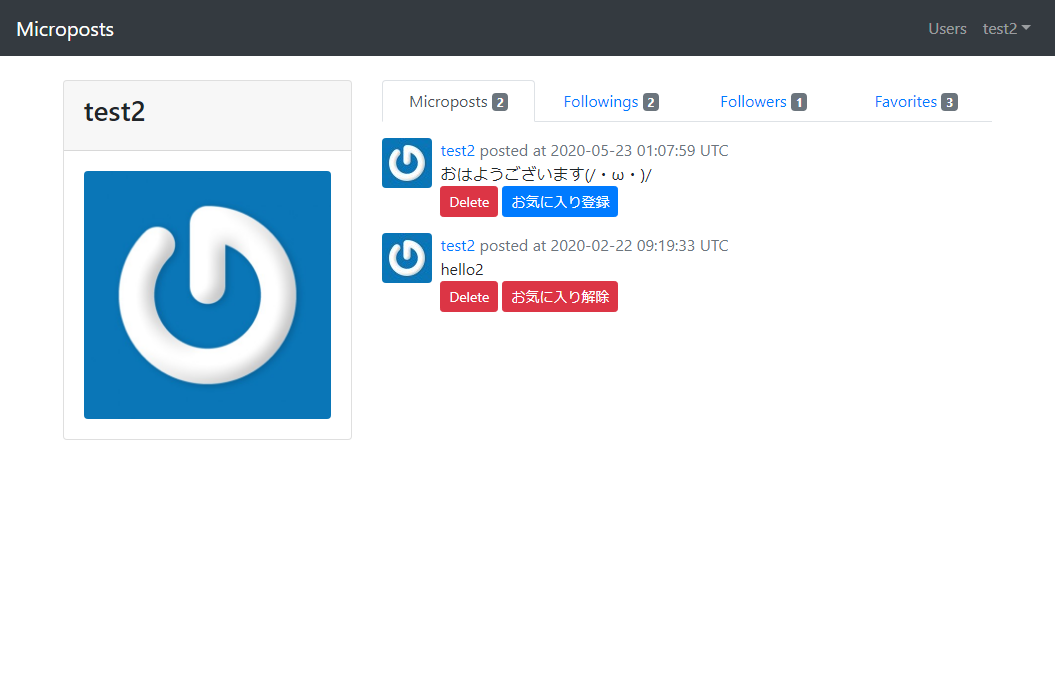 Microposts Users test2
test2
Microposts 2 Followings 2 Followers 1 Favorites 3
test2 posted at 2020-05-23 01:07:59 UTC
おはようございます(/・ω・)/
Delete お気に入り登録
test2 posted at 2020-02-22 09:19:33 UTC
hello2
Delete お気に入り解除